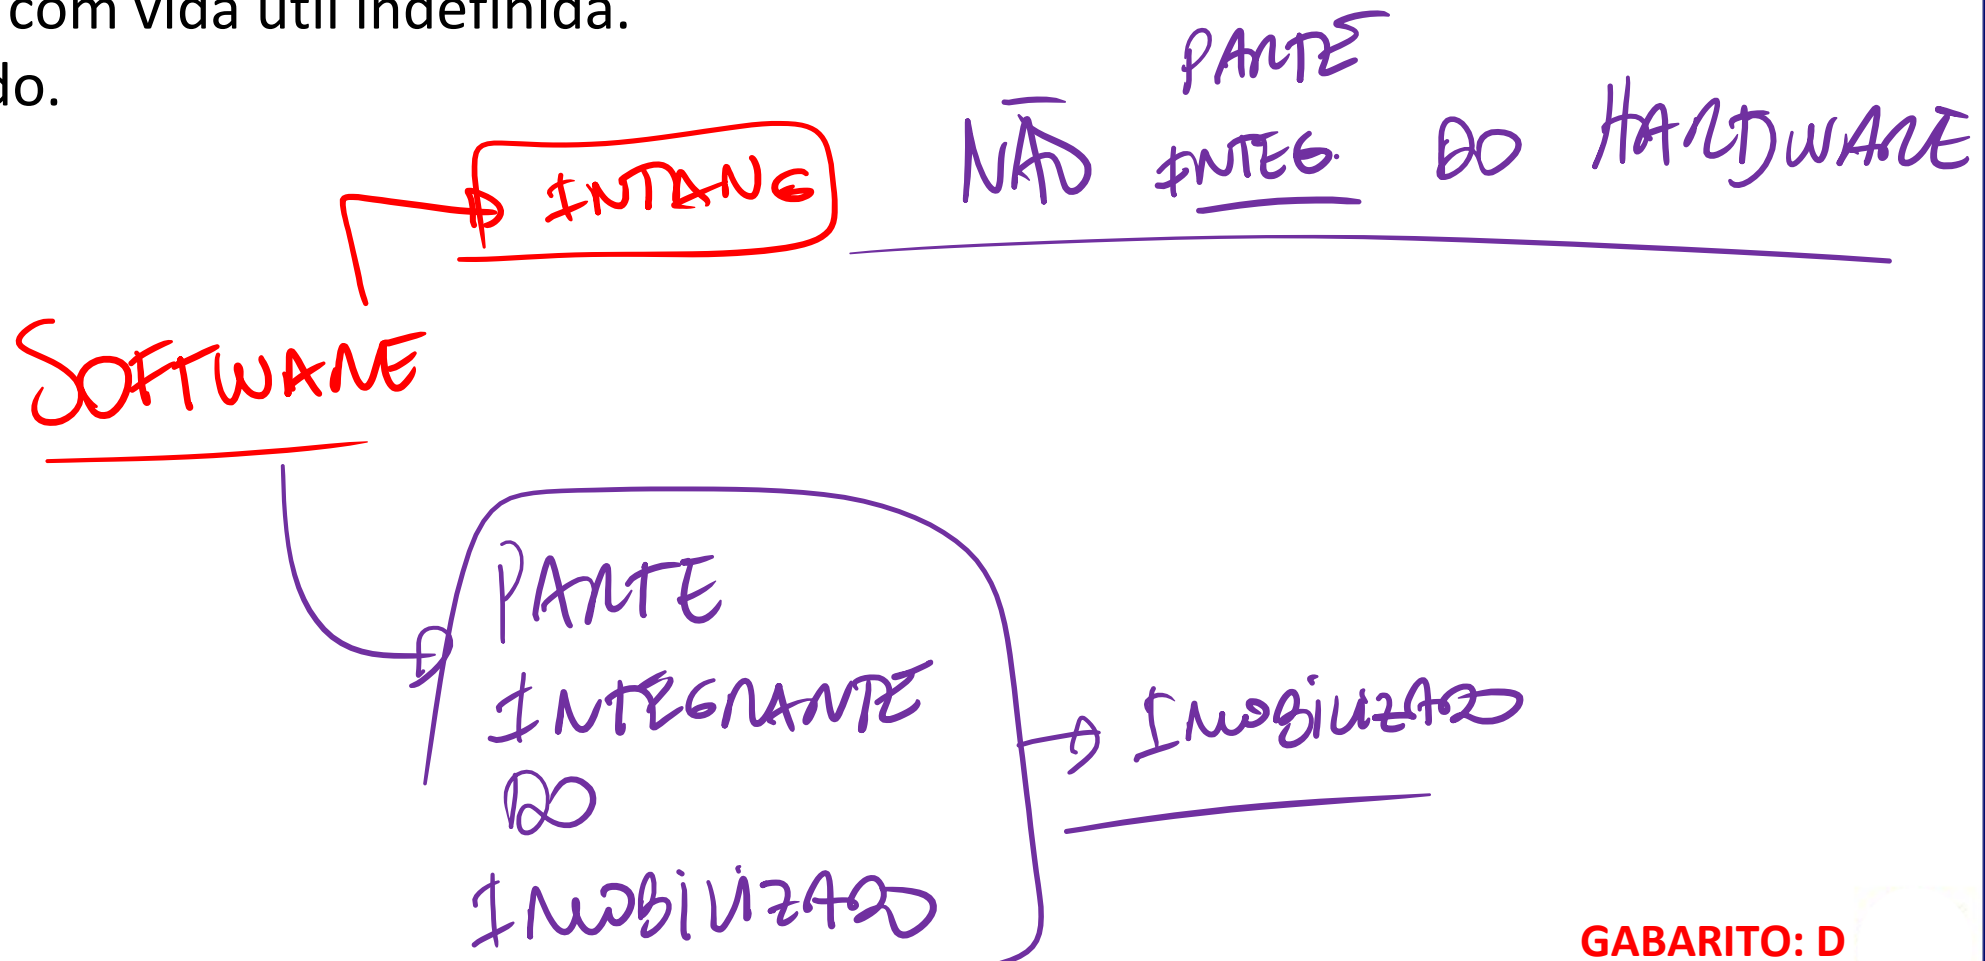 com vida útil indefinida.
do.
PARTE
INTANG NÃO INTEG. DO HARDWARE
SOFTWARE
PARTE
INTEGRANTE
DO
IMOBILIZADO
IMOBILIZADO
GABARITO: D